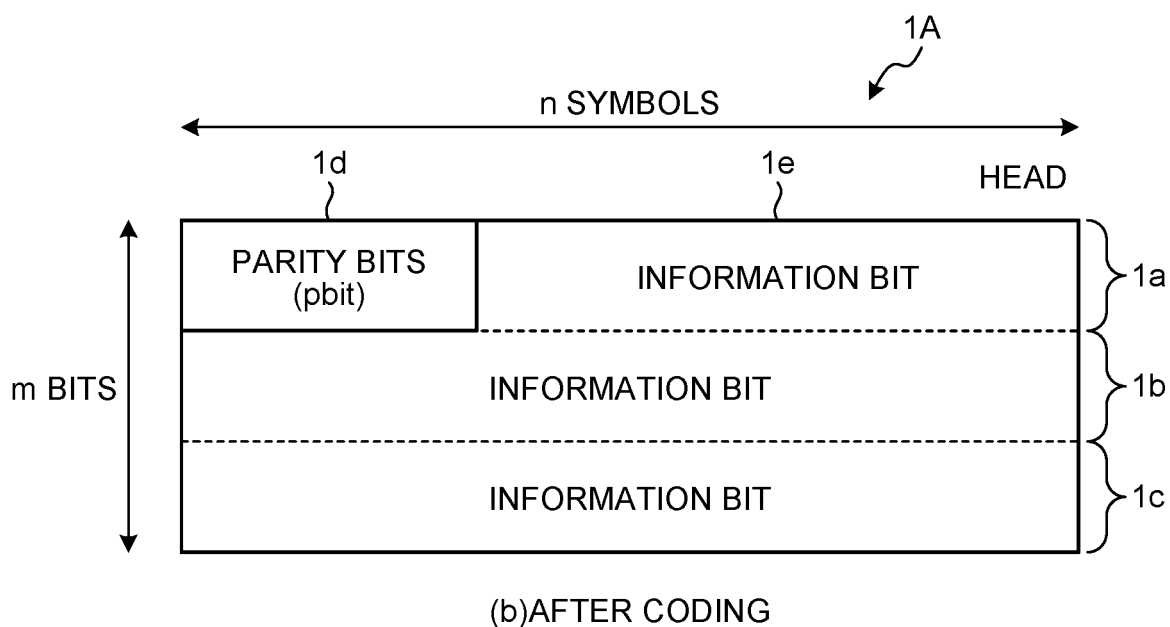 1A
n SYMBOLS
1d
1e
HEAD
PARITY BITS
(pbit)
INFORMATION BIT
1a
m BITS
INFORMATION BIT
1b
INFORMATION BIT
1c
(b)AFTER CODING